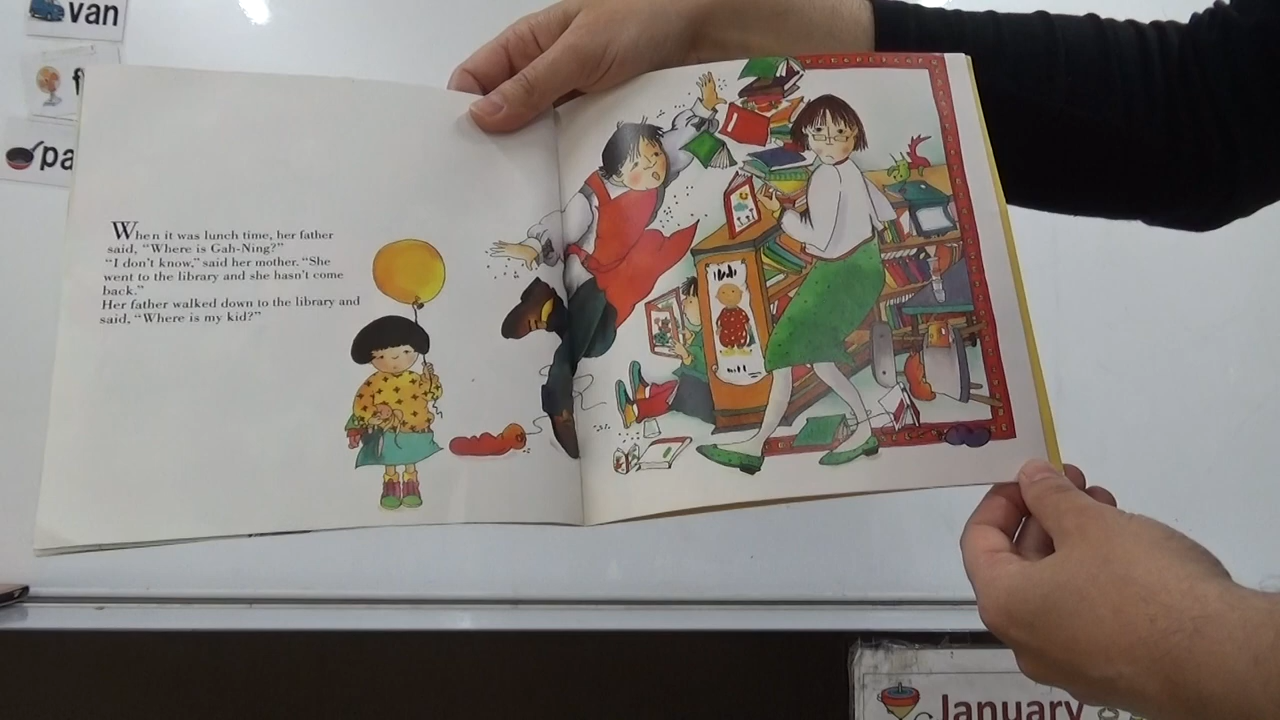 van
pa
When it was lunch time, her father
said, “Where is Gah-Ning?”
“I don't know,” said her mother. “She
went to the library and she hasn't come
back.”
Her father walked down to the library and
said, “Where is my kid?”
January